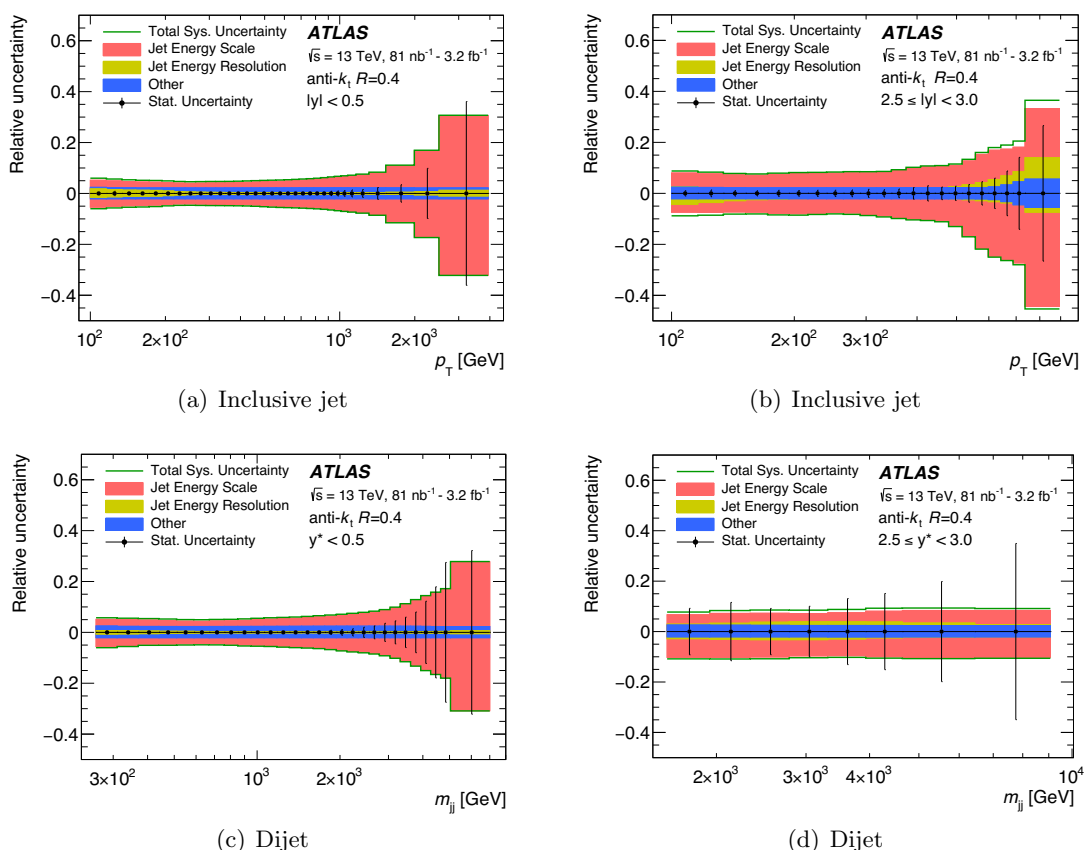 Relative uncertainty
0.6
0.4
0.2
0
−0.2
−0.4
Total Sys. Uncertainty
Jet Energy Scale
Jet Energy Resolution
Other
Stat. Uncertainty
ATLAS
√s = 13 TeV, 81 nb⁻¹ - 3.2 fb⁻¹
anti-kₜ R=0.4
|y| < 0.5
10² 2×10² 10³ 2×10³
p_T [GeV]
(a) Inclusive jet
Relative uncertainty
0.6
0.4
0.2
0
−0.2
−0.4
Total Sys. Uncertainty
Jet Energy Scale
Jet Energy Resolution
Other
Stat. Uncertainty
ATLAS
√s = 13 TeV, 81 nb⁻¹ - 3.2 fb⁻¹
anti-kₜ R=0.4
2.5 ≤ |y| < 3.0
10² 2×10² 3×10²
p_T [GeV]
(b) Inclusive jet
Relative uncertainty
0.6
0.4
0.2
0
−0.2
−0.4
Total Sys. Uncertainty
Jet Energy Scale
Jet Energy Resolution
Other
Stat. Uncertainty
ATLAS
√s = 13 TeV, 81 nb⁻¹ - 3.2 fb⁻¹
anti-kₜ R=0.4
y* < 0.5
3×10² 10³ 2×10³
m_jj [GeV]
(c) Dijet
Relative uncertainty
0.6
0.4
0.2
0
−0.2
−0.4
Total Sys. Uncertainty
Jet Energy Scale
Jet Energy Resolution
Other
Stat. Uncertainty
ATLAS
√s = 13 TeV, 81 nb⁻¹ - 3.2 fb⁻¹
anti-kₜ R=0.4
2.5 ≤ y* < 3.0
2×10³ 3×10³ 4×10³ 10⁴
m_jj [GeV]
(d) Dijet